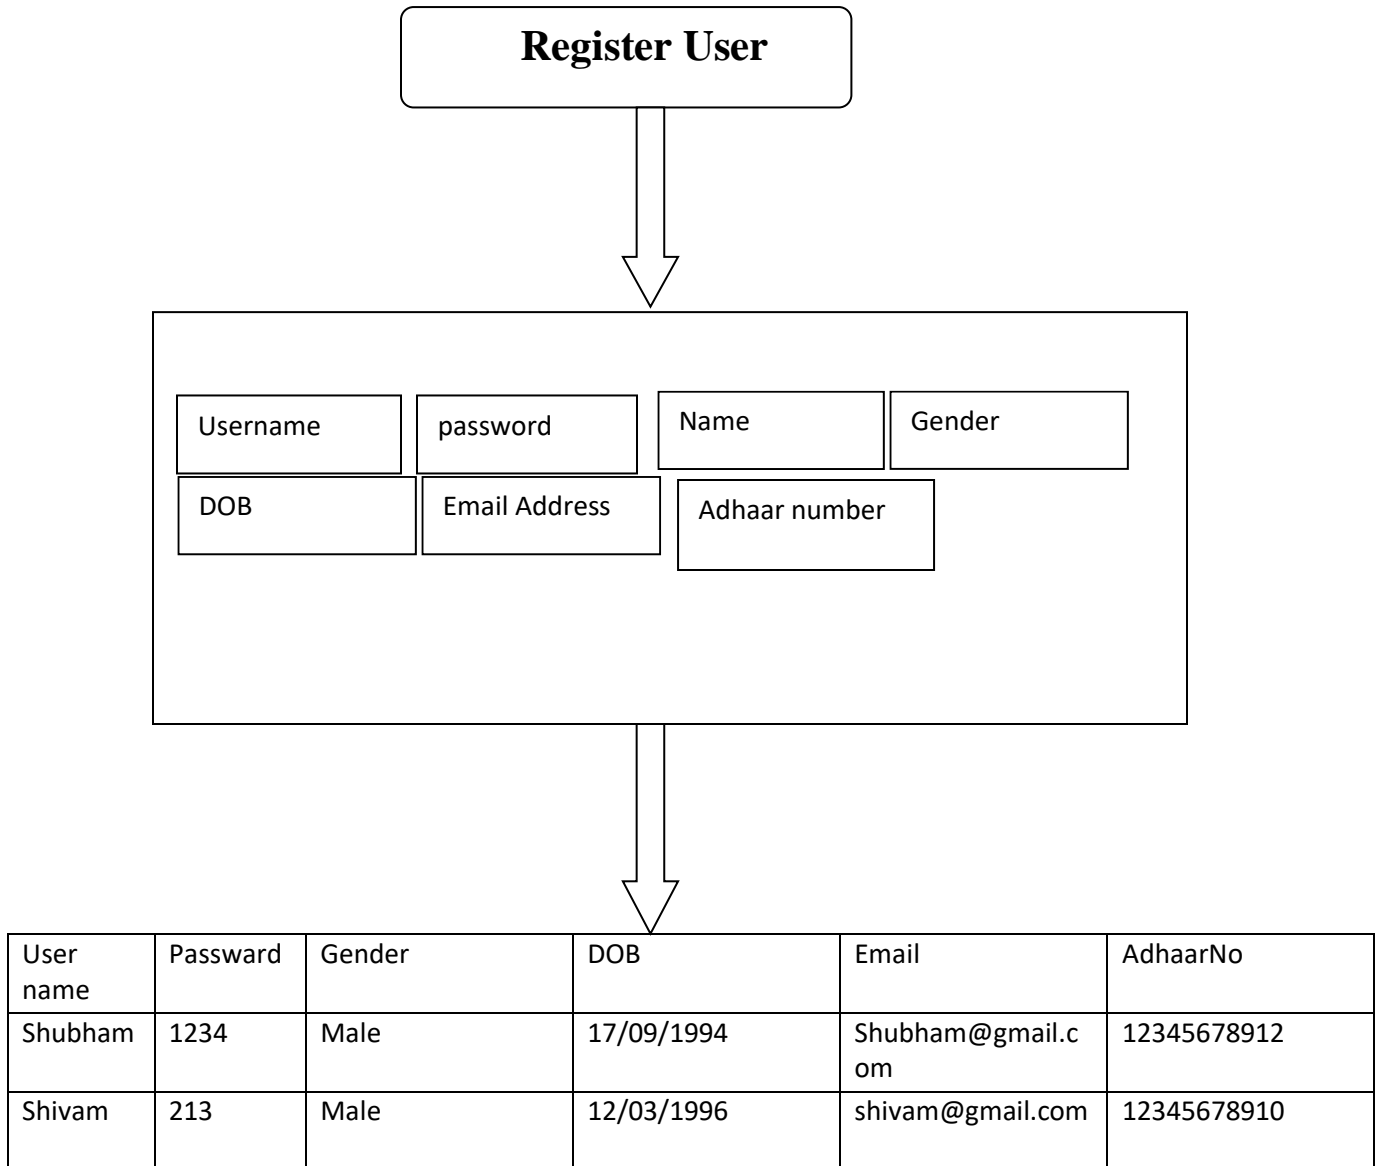 Register User
Username password Name Gender
DOB Email Address Adhaar number
User name Passward Gender DOB Email AdhaarNo
Shubham 1234 Male 17/09/1994 Shubham@gmail.com 12345678912
Shivam 213 Male 12/03/1996 shivam@gmail.com 12345678910